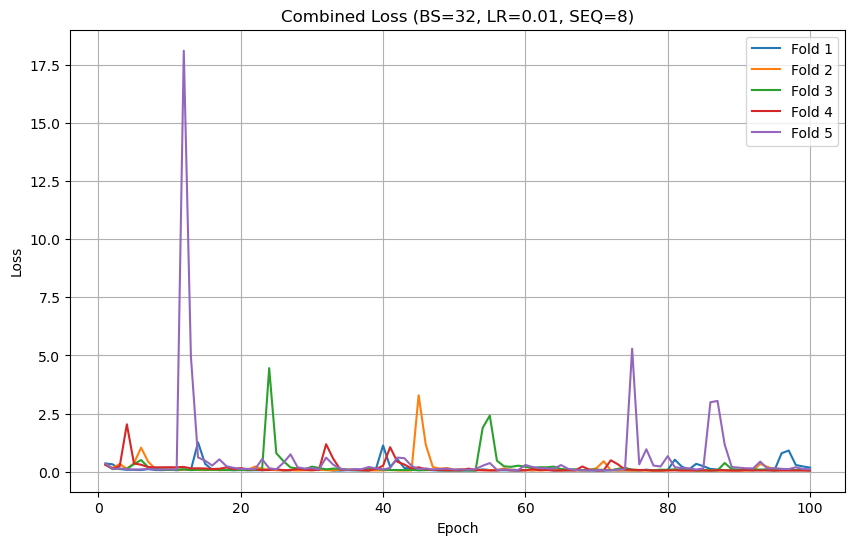 Combined Loss (BS=32, LR=0.01, SEQ=8)
Fold 1
Fold 2
Fold 3
Fold 4
Fold 5
Loss
17.5
15.0
12.5
10.0
7.5
5.0
2.5
0.0
0
20
40
60
80
100
Epoch